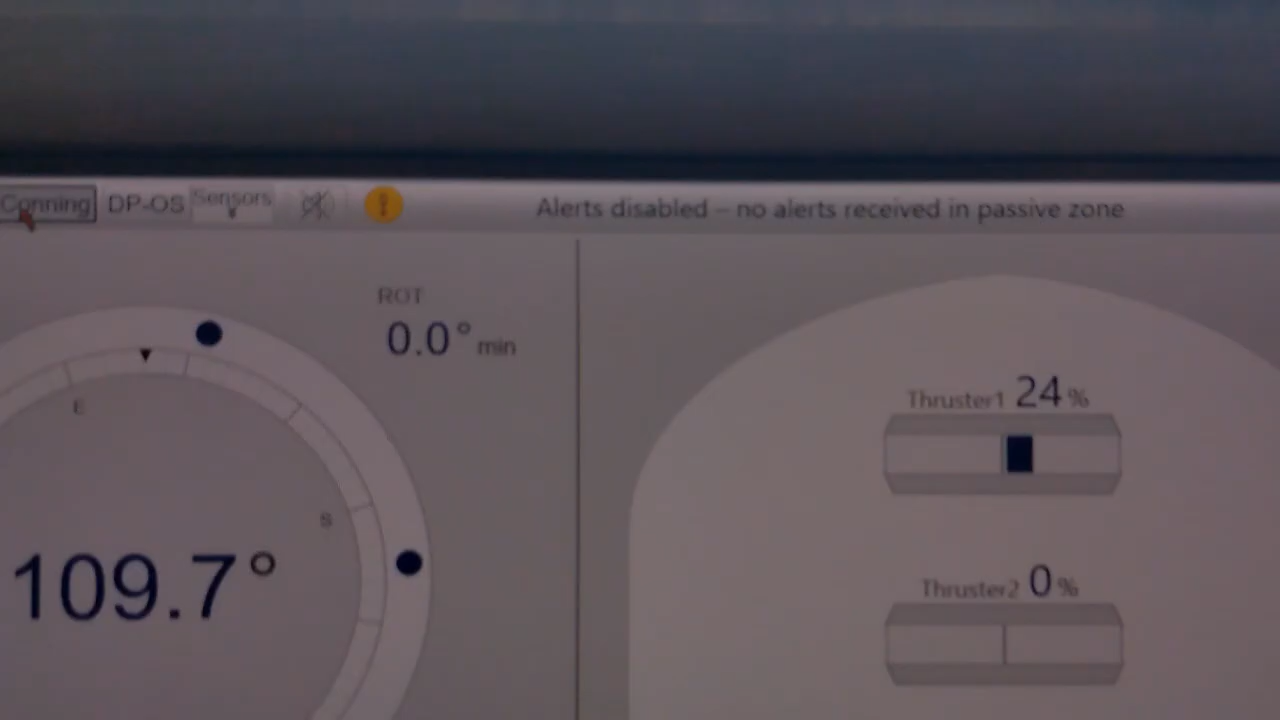 Conning DP-OS Sensors Alerts disabled – no alerts received in passive zone
ROT
0.0° min
E
S
109.7°
Thruster1 24 %
Thruster2 0 %